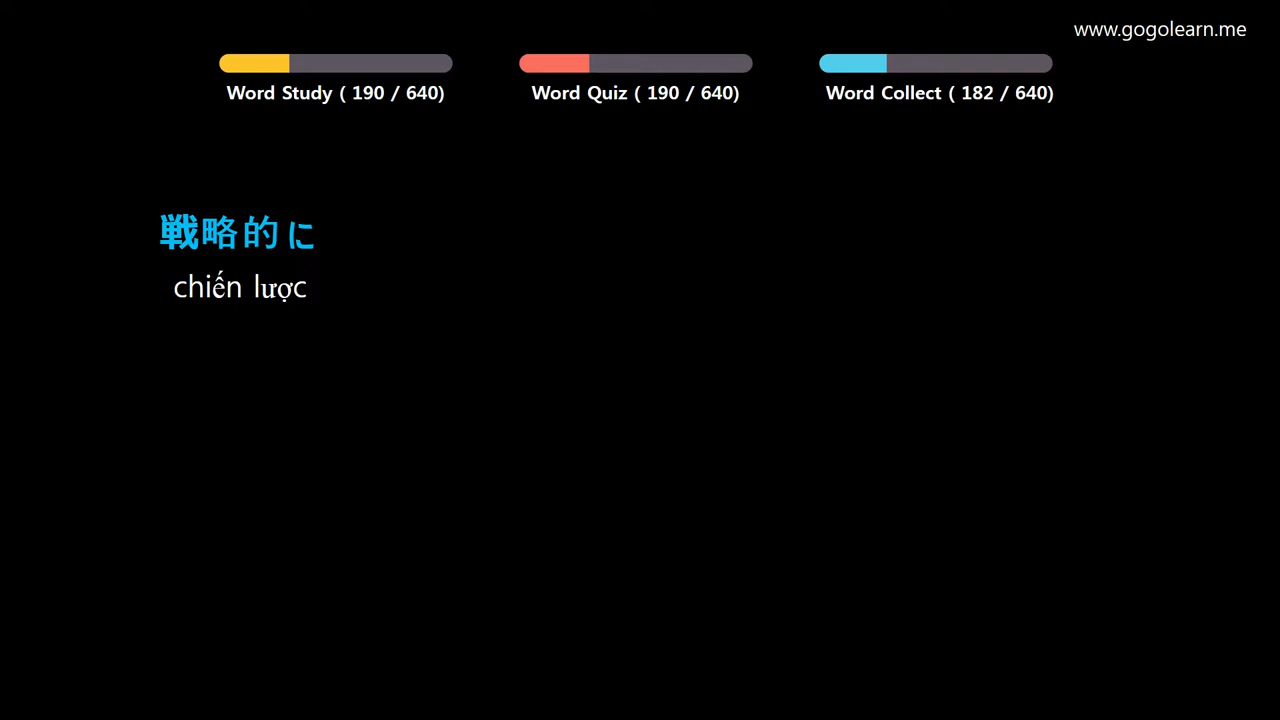 www.gogolearn.me
Word Study ( 190 / 640)
Word Quiz ( 190 / 640)
Word Collect ( 182 / 640)
戦略的に
chiến lược